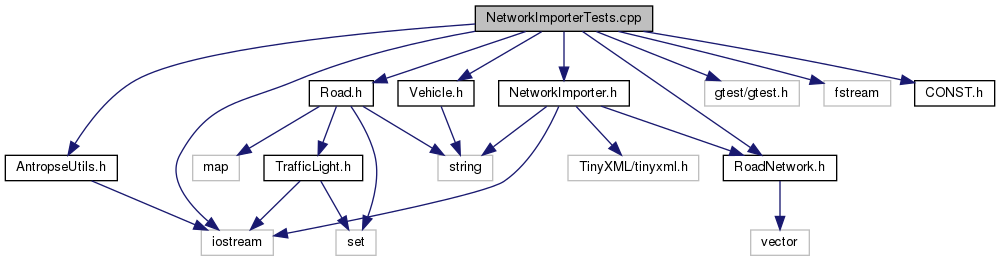 NetworkImporterTests.cpp
Road.h
Vehicle.h
NetworkImporter.h
gtest/gtest.h
fstream
CONST.h
AntropseUtils.h
map
TrafficLight.h
string
TinyXML/tinyxml.h
RoadNetwork.h
iostream
set
vector